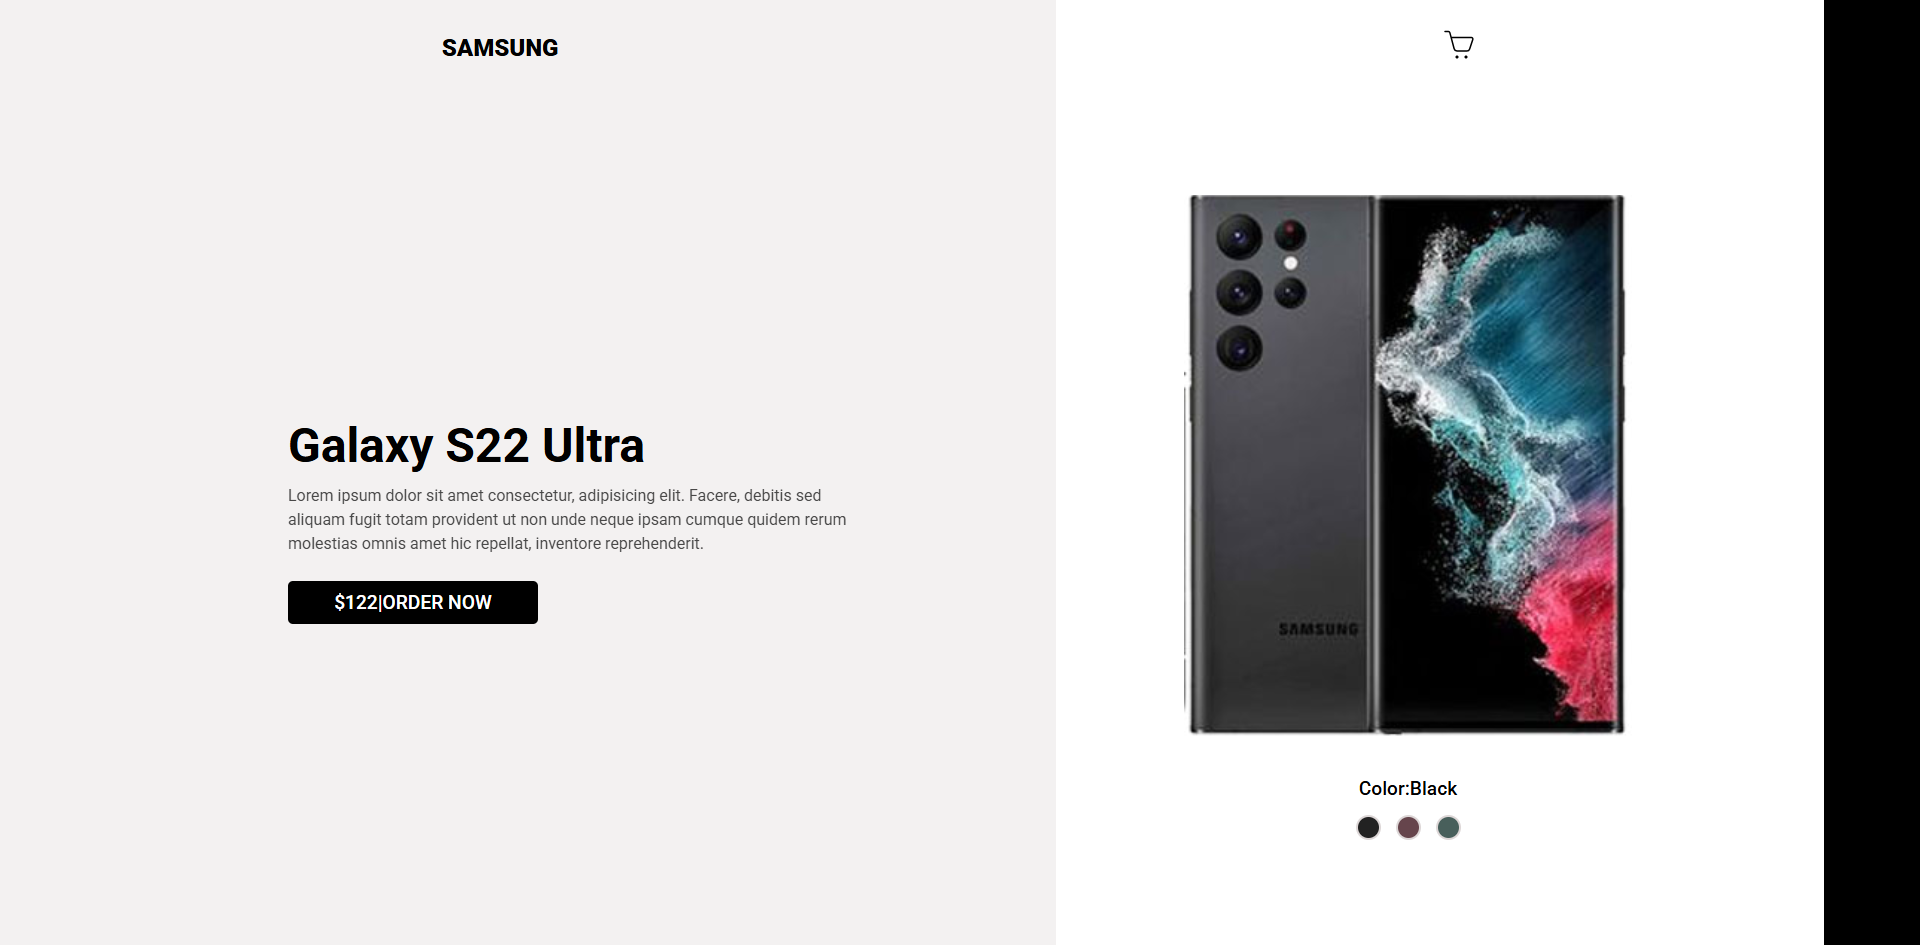 SAMSUNG
Galaxy S22 Ultra
Lorem ipsum dolor sit amet consectetur, adipisicing elit. Facere, debitis sed
aliquam fugit totam provident ut non unde neque ipsam cumque quidem rerum
molestias omnis amet hic repellat, inventore reprehenderit.
$122|ORDER NOW
SAMSUNG
Color:Black